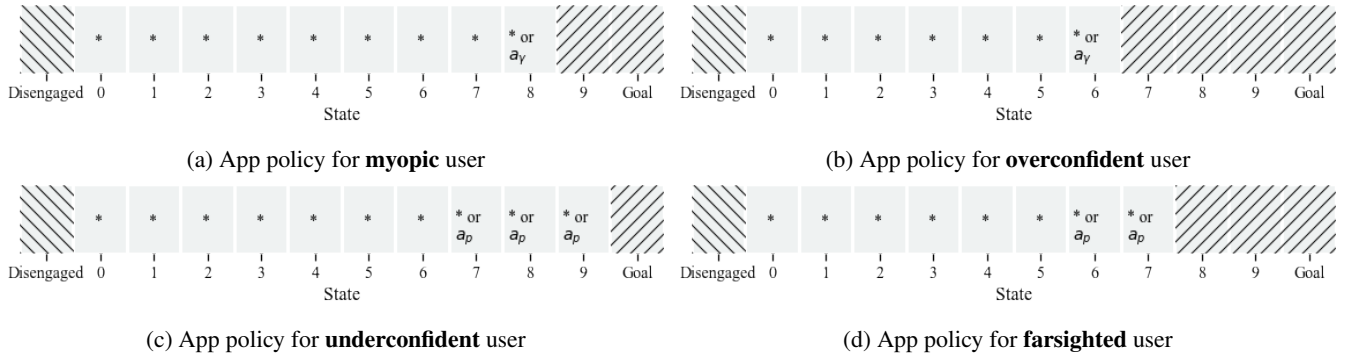 * * * * * * * * * or
aγ
Disengaged 0 1 2 3 4 5 6 7 8 9 Goal
State
(a) App policy for myopic user
* * * * * * * or
aγ
Disengaged 0 1 2 3 4 5 6 7 8 9 Goal
State
(b) App policy for overconfident user
* * * * * * * * or * or * or
ap ap ap
Disengaged 0 1 2 3 4 5 6 7 8 9 Goal
State
(c) App policy for underconfident user
* * * * * * * or * or
ap ap
Disengaged 0 1 2 3 4 5 6 7 8 9 Goal
State
(d) App policy for farsighted user